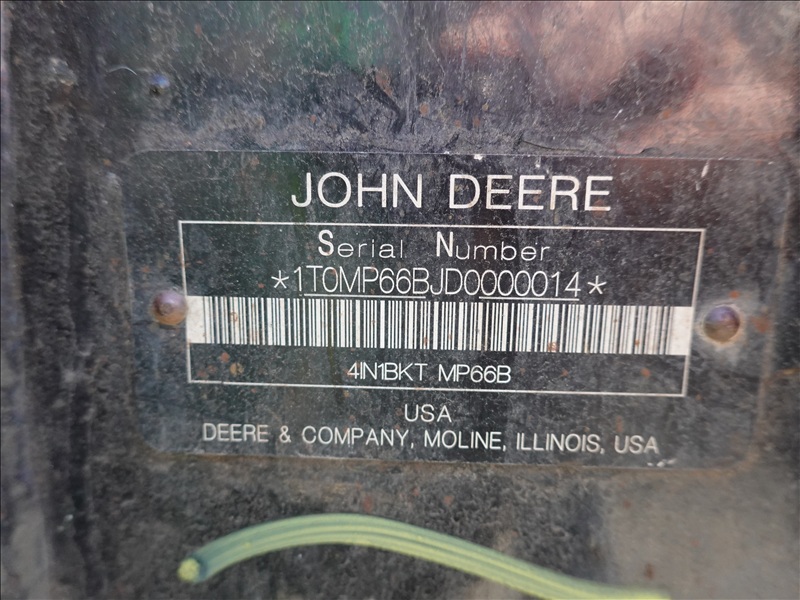 JOHN DEERE
Serial Number
*1T0MP66BJD0000014*
4IN1BKT MP66B
USA
DEERE & COMPANY, MOLINE, ILLINOIS, USA